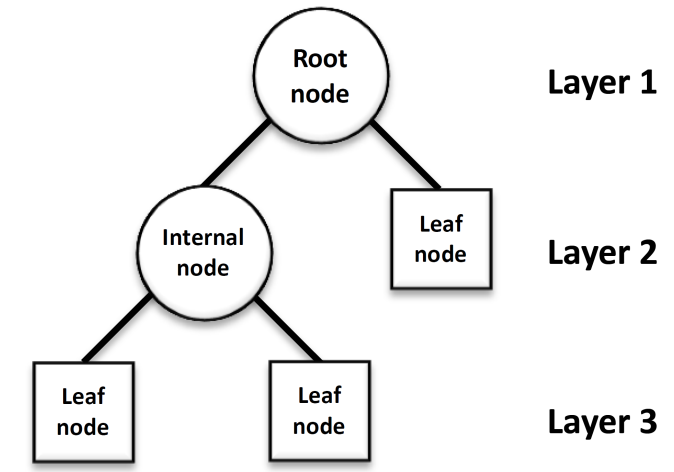 Root
node
Layer 1
Internal
node
Leaf
node
Layer 2
Leaf
node
Leaf
node
Layer 3